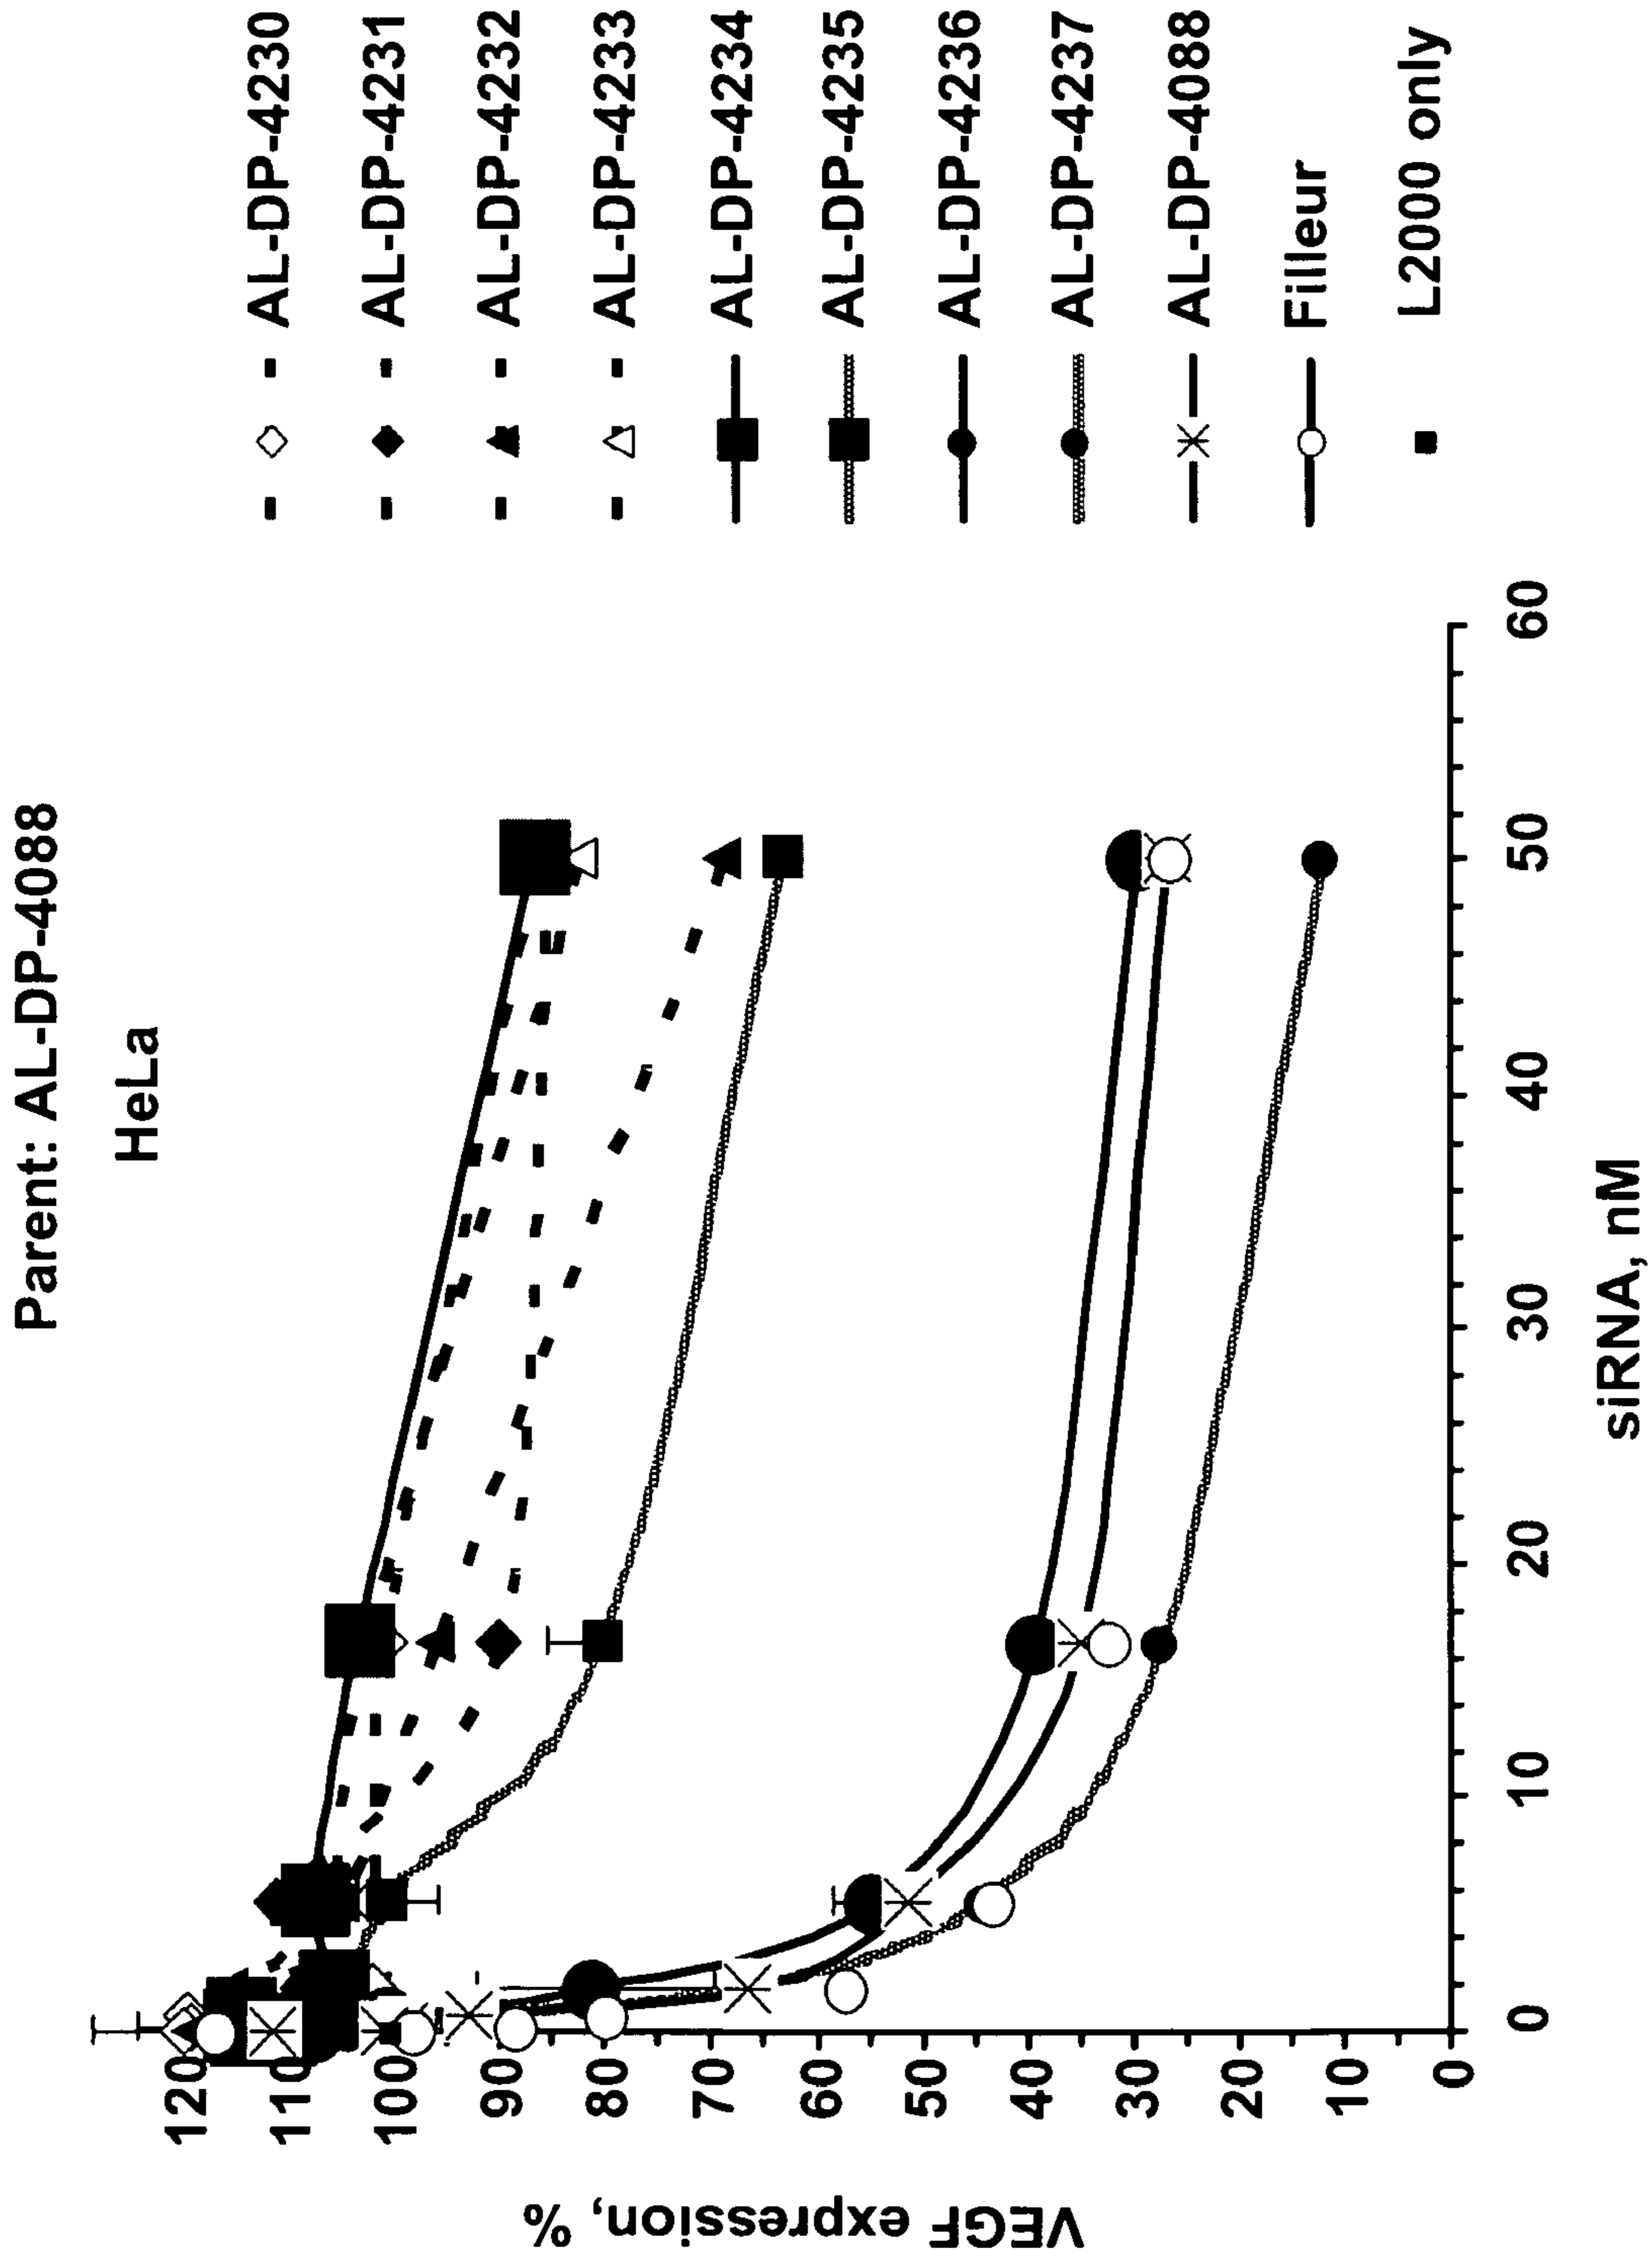 Parent: AL-DP-4088
HeLa
VEGF expression, %
120
110
100
90
80
70
60
50
40
30
20
10
0
0
10
20
30
40
50
60
siRNA, nM
AL-DP-4230
AL-DP-4231
AL-DP-4232
AL-DP-4233
AL-DP-4234
AL-DP-4235
AL-DP-4236
AL-DP-4237
AL-DP-4088
Filleur
L2000 only